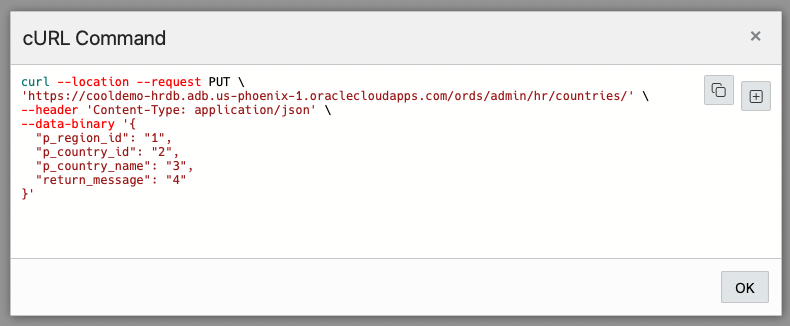 cURL Command
×
curl --location --request PUT \
'https://cooldemo-hrdb.adb.us-phoenix-1.oraclecloudapps.com/ords/admin/hr/countries/' \
--header 'Content-Type: application/json' \
--data-binary '{
  "p_region_id": "1",
  "p_country_id": "2",
  "p_country_name": "3",
  "return_message": "4"
}'
OK